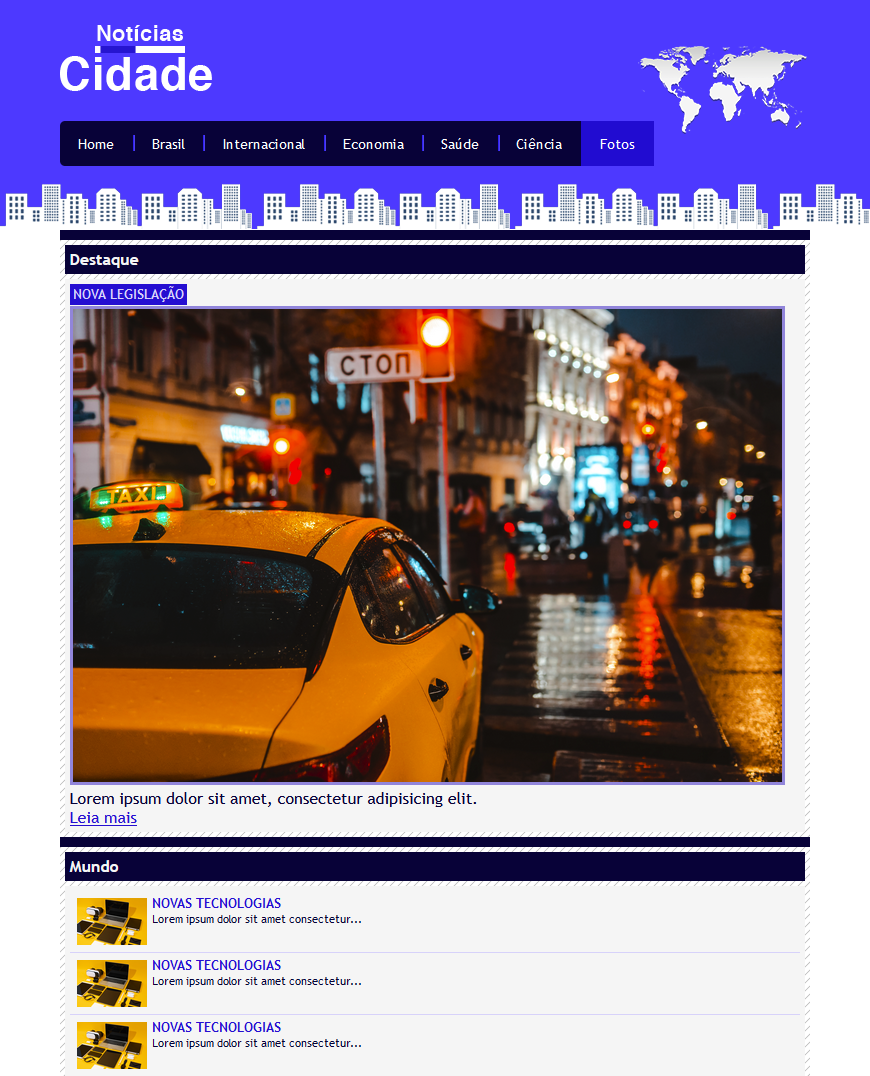 Notícias
Cidade
Home
Brasil
Internacional
Economia
Saúde
Ciência
Fotos
Destaque
NOVA LEGISLAÇÃO
СТОП
TAXI
Lorem ipsum dolor sit amet, consectetur adipisicing elit.
Leia mais
Mundo
NOVAS TECNOLOGIAS
Lorem ipsum dolor sit amet consectetur...
NOVAS TECNOLOGIAS
Lorem ipsum dolor sit amet consectetur...
NOVAS TECNOLOGIAS
Lorem ipsum dolor sit amet consectetur...